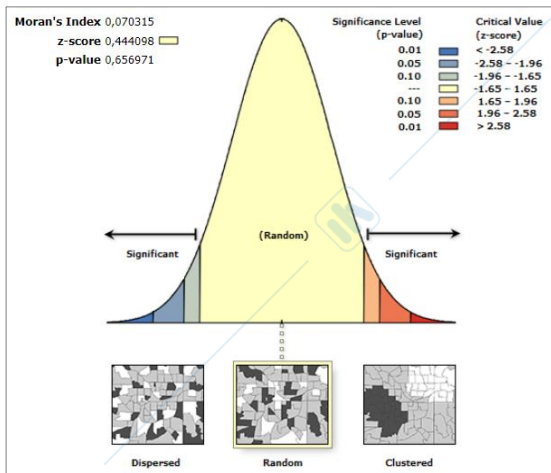 Moran's Index 0,070315
z-score 0,444098
p-value 0,656971
Significance Level (p-value)
Critical Value (z-score)
0.01 < -2.58
0.05 -2.58 – -1.96
0.10 -1.96 – -1.65
--- -1.65 – 1.65
0.10 1.65 – 1.96
0.05 1.96 – 2.58
0.01 > 2.58
(Random)
Significant
Significant
Dispersed
Random
Clustered